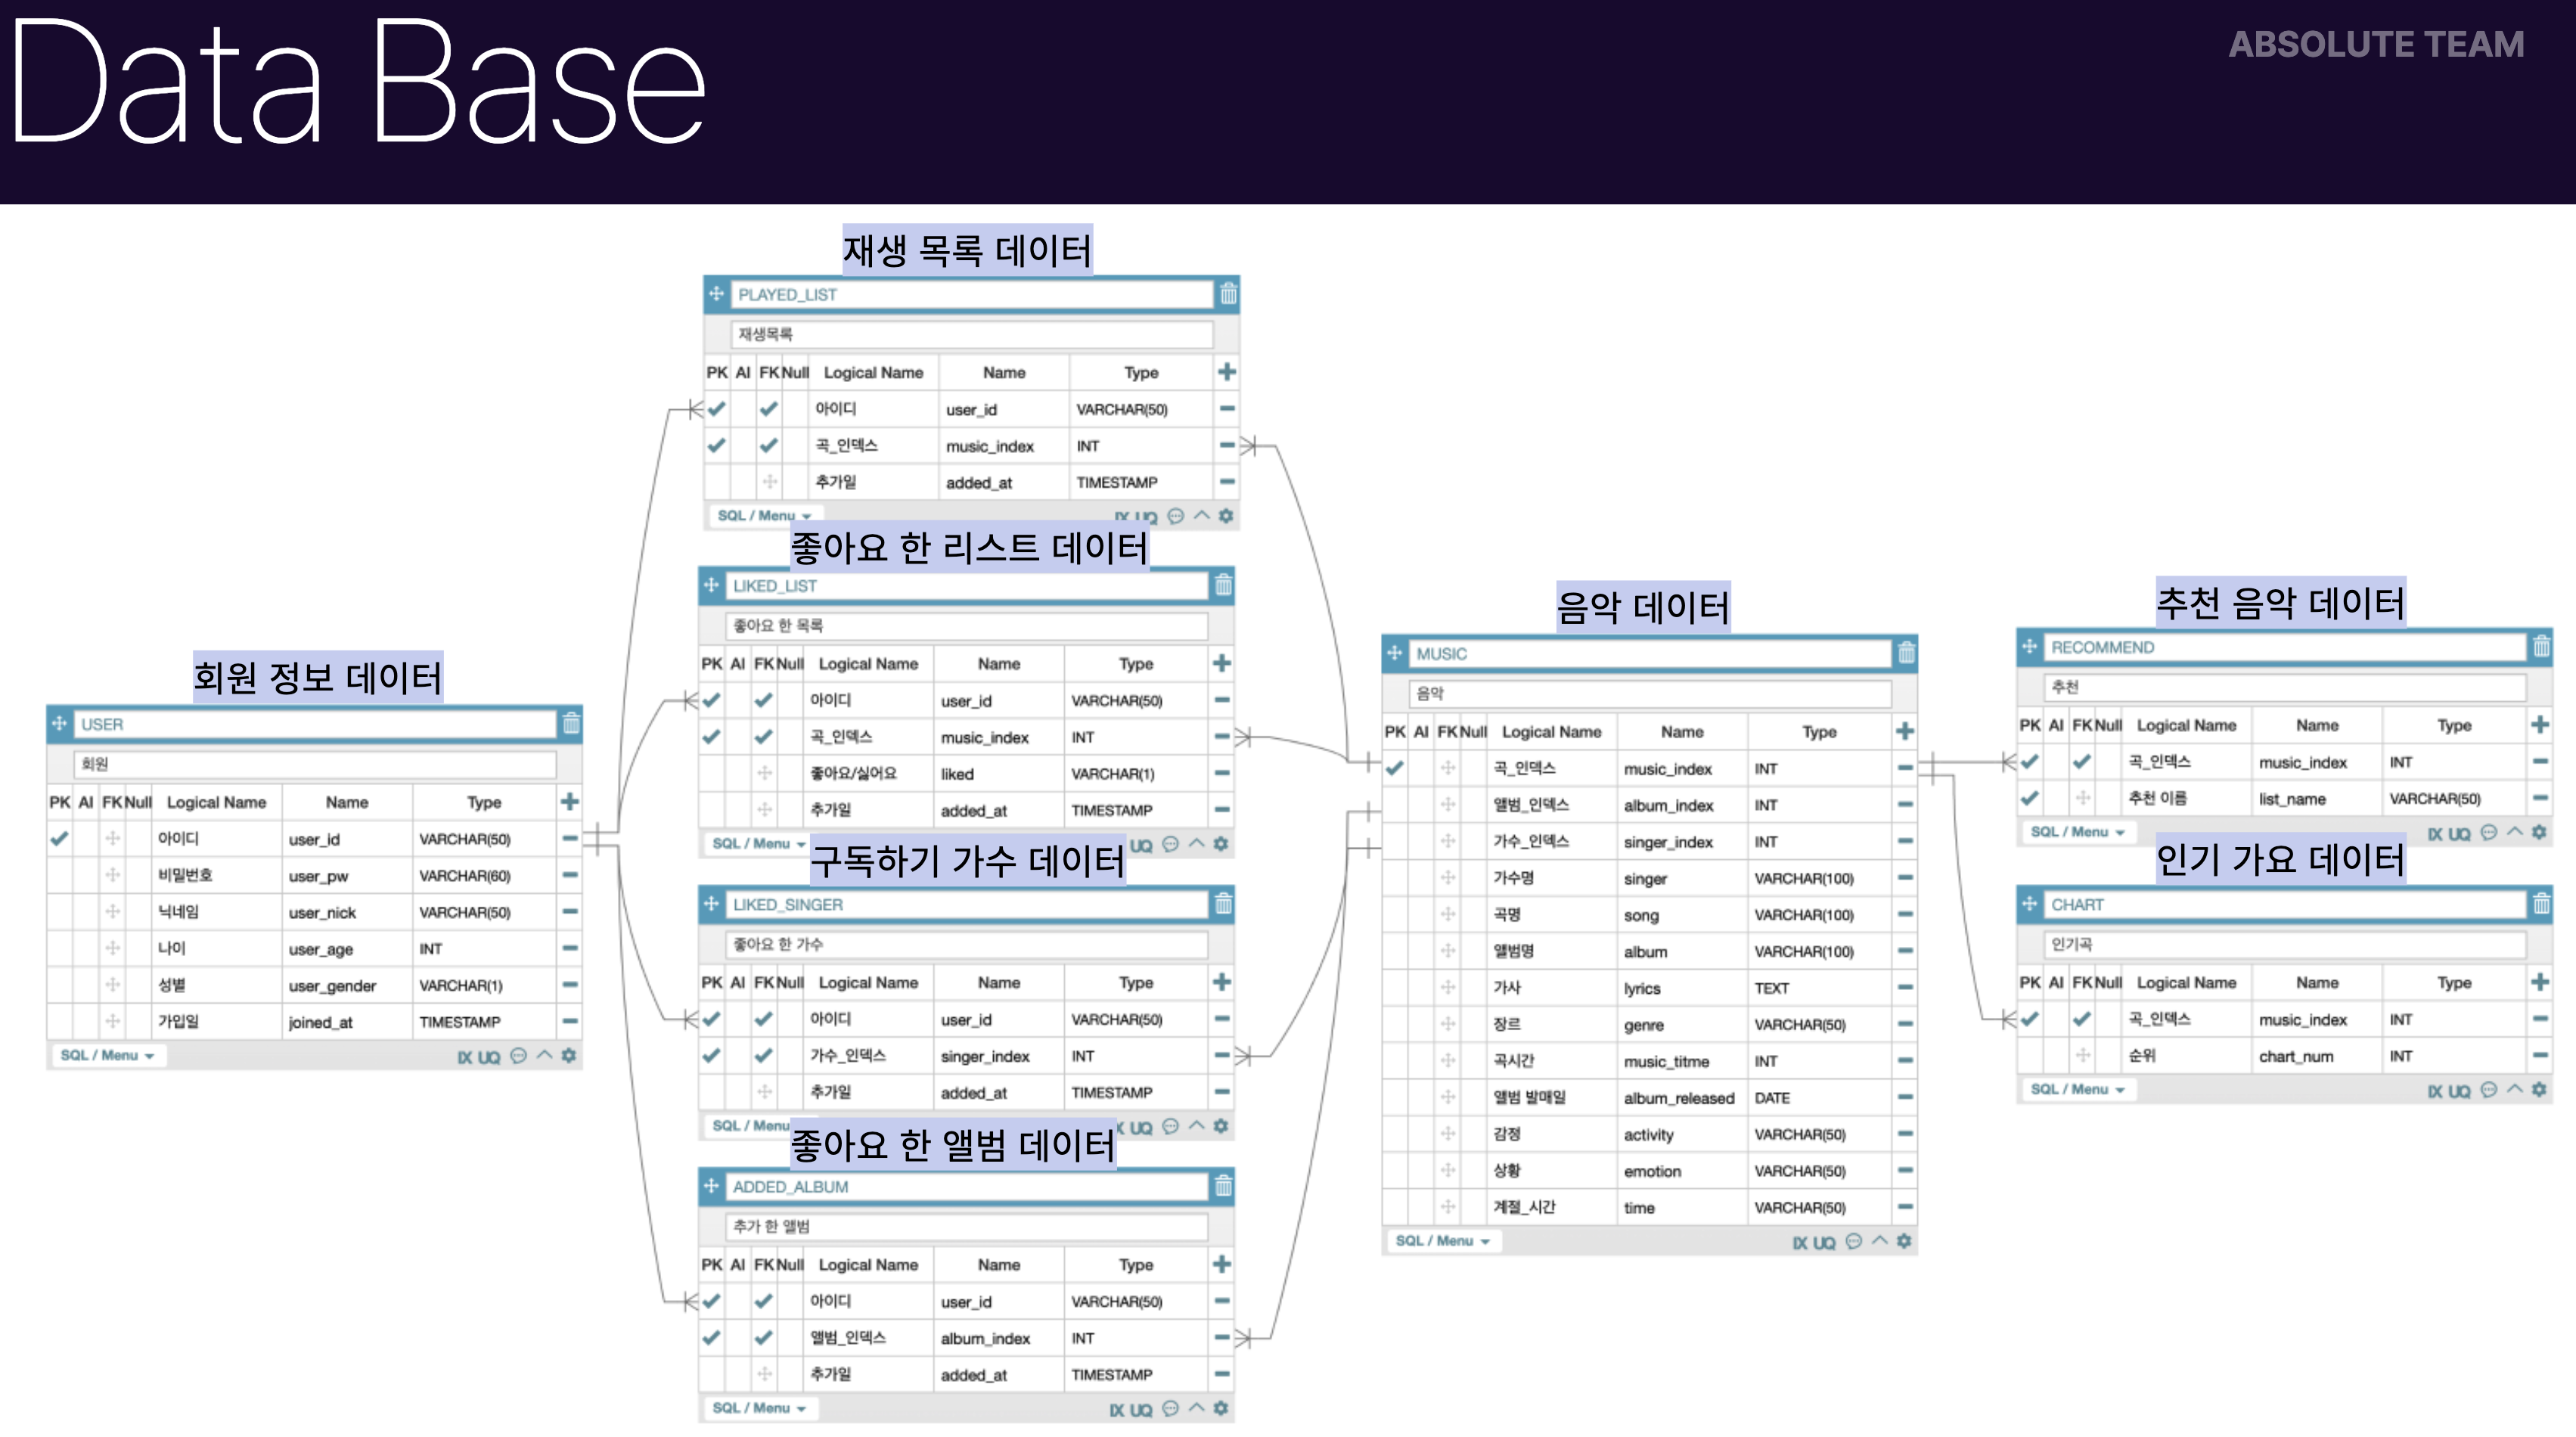 Data Base
ABSOLUTE TEAM
회원 정보 데이터
USER
회원
PK AI FK Null Logical Name Name Type
아이디 user_id VARCHAR(50)
비밀번호 user_pw VARCHAR(60)
닉네임 user_nick VARCHAR(50)
나이 user_age INT
성별 user_gender VARCHAR(1)
가입일 joined_at TIMESTAMP
SQL / Menu IX UQ
재생 목록 데이터
PLAYED_LIST
재생목록
PK AI FK Null Logical Name Name Type
아이디 user_id VARCHAR(50)
곡_인덱스 music_index INT
추가일 added_at TIMESTAMP
SQL / Menu IX UQ
좋아요 한 리스트 데이터
LIKED_LIST
좋아요 한 목록
PK AI FK Null Logical Name Name Type
아이디 user_id VARCHAR(50)
곡_인덱스 music_index INT
좋아요/싫어요 liked VARCHAR(1)
추가일 added_at TIMESTAMP
SQL / Menu UQ
구독하기 가수 데이터
LIKED_SINGER
좋아요 한 가수
PK AI FK Null Logical Name Name Type
아이디 user_id VARCHAR(50)
가수_인덱스 singer_index INT
추가일 added_at TIMESTAMP
SQL / Menu UQ
좋아요 한 앨범 데이터
ADDED_ALBUM
추가 한 앨범
PK AI FK Null Logical Name Name Type
아이디 user_id VARCHAR(50)
앨범_인덱스 album_index INT
추가일 added_at TIMESTAMP
SQL / Menu IX UQ
음악 데이터
MUSIC
음악
PK AI FK Null Logical Name Name Type
곡_인덱스 music_index INT
앨범_인덱스 album_index INT
가수_인덱스 singer_index INT
가수명 singer VARCHAR(100)
곡명 song VARCHAR(100)
앨범명 album VARCHAR(100)
가사 lyrics TEXT
장르 genre VARCHAR(50)
곡시간 music_titme INT
앨범 발매일 album_released DATE
감정 activity VARCHAR(50)
상황 emotion VARCHAR(50)
계절_시간 time VARCHAR(50)
SQL / Menu IX UQ
추천 음악 데이터
RECOMMEND
추천
PK AI FK Null Logical Name Name Type
곡_인덱스 music_index INT
추천 이름 list_name VARCHAR(50)
SQL / Menu IX UQ
인기 가요 데이터
CHART
인기곡
PK AI FK Null Logical Name Name Type
곡_인덱스 music_index INT
순위 chart_num INT
SQL / Menu IX UQ